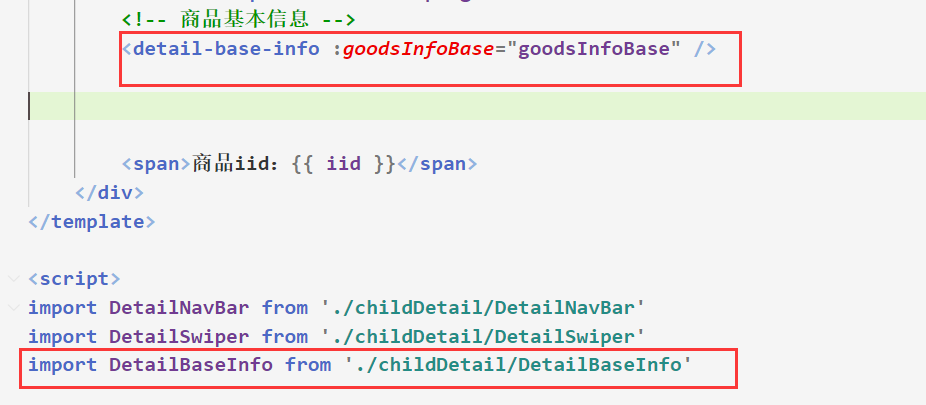 <!-- 商品基本信息 -->
<detail-base-info :goodsInfoBase="goodsInfoBase" />
<span>商品iid: {{ iid }}</span>
</div>
</template>
<script>
import DetailNavBar from './childDetail/DetailNavBar'
import DetailSwiper from './childDetail/DetailSwiper'
import DetailBaseInfo from './childDetail/DetailBaseInfo'